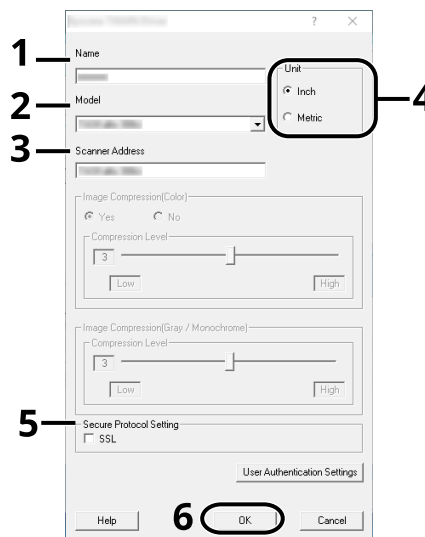 ? ×
1 Name
Unit
Inch
4
2 Model
Metric
3 Scanner Address
Image Compression(Color)
Yes No
Compression Level
3
Low High
Image Compression(Gray / Monochrome)
Compression Level
3
Low High
5 Secure Protocol Setting
SSL
User Authentication Settings
Help 6 OK Cancel